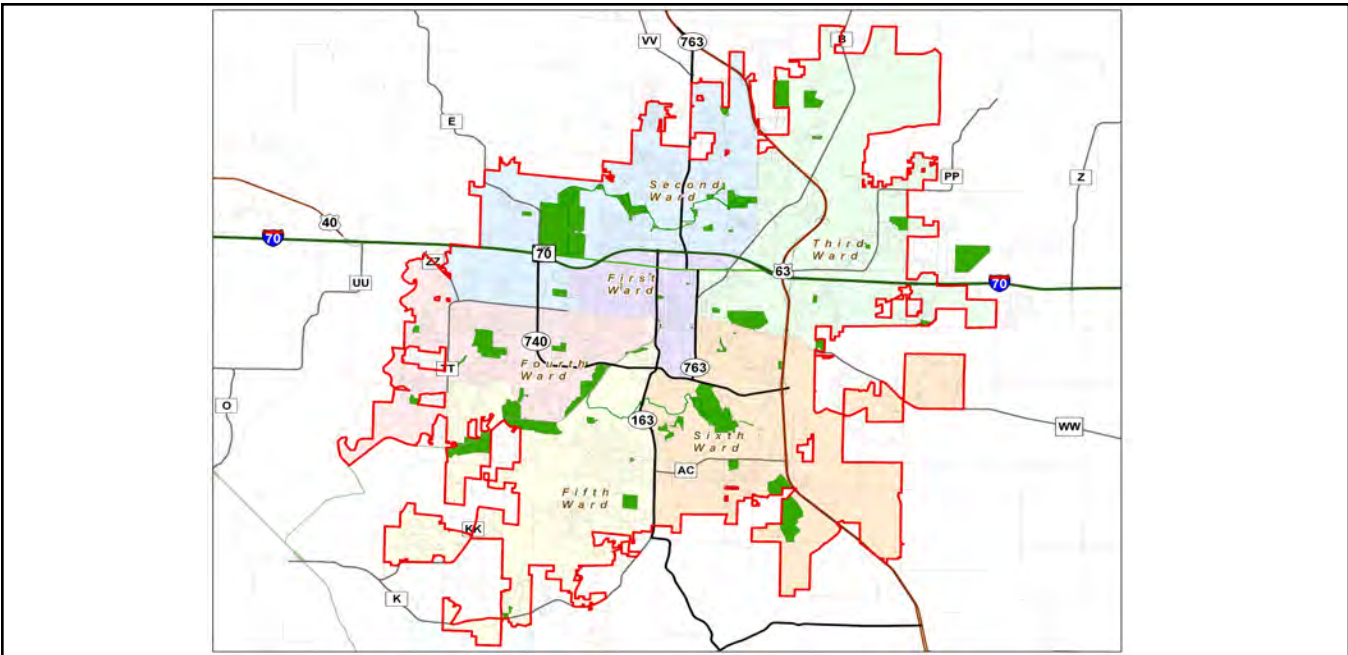 VV
763
B
E
PP
Z
Second
Ward
40
70
Third
Ward
70
ZZ
63
UU
First
Ward
70
740
763
TT
Fourth
Ward
O
163
WW
Sixth
Ward
AC
Fifth
Ward
KK
K